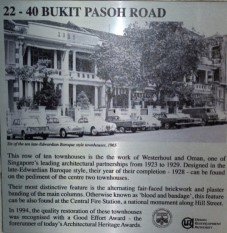 22 - 40 BUKIT PASOH ROAD
Six of the ten late-Edwardian Baroque style townhouses, 1983
This row of ten townhouses is the the work of Westerhout and Oman, one of
Singapore's leading architectural partnerships from 1923 to 1929. Designed in the
late-Edwardian Baroque style, their year of completion - 1928 - can be found
on the pediment of the centre two townhouses.
Their most distinctive feature is the alternating fair-faced brickwork and plaster
banding of the main columns. Otherwise known as 'blood and bandage', this feature
can be also found at the Central Fire Station, a national monument along Hill Street.
In 1994, the quality restoration of these townhouses
was recognised with a Good Effort Award - the
forerunner of today's Architectural Heritage Awards.